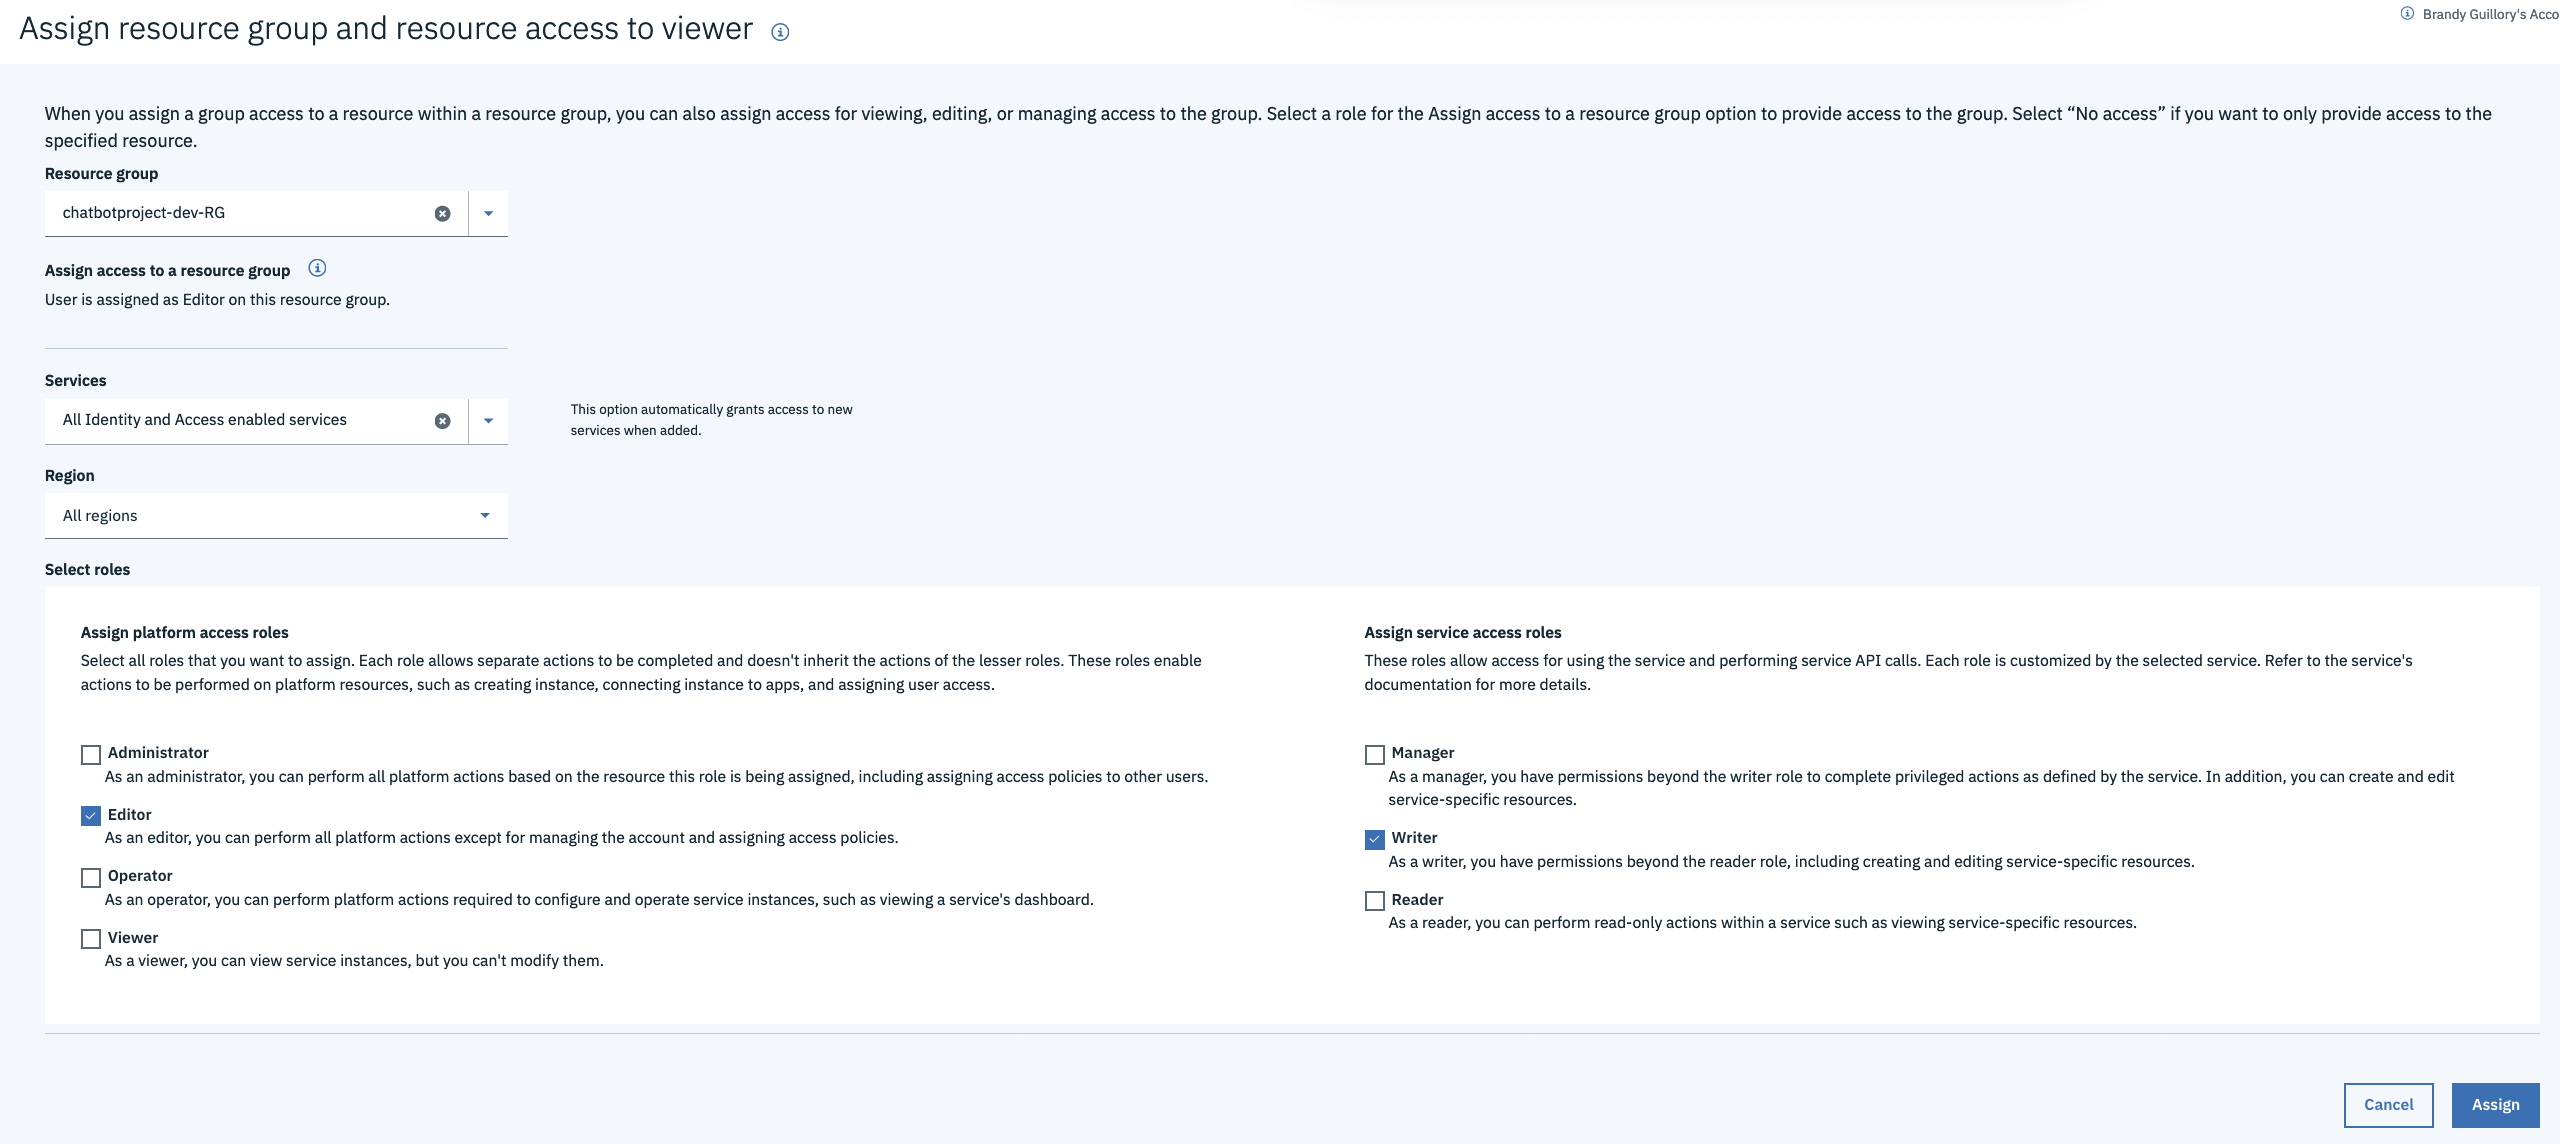 Assign resource group and resource access to viewer
Brandy Guillory's Acco
When you assign a group access to a resource within a resource group, you can also assign access for viewing, editing, or managing access to the group. Select a role for the Assign access to a resource group option to provide access to the group. Select “No access” if you want to only provide access to the
specified resource.
Resource group
chatbotproject-dev-RG
Assign access to a resource group
User is assigned as Editor on this resource group.
Services
All Identity and Access enabled services
This option automatically grants access to new
services when added.
Region
All regions
Select roles
Assign platform access roles
Select all roles that you want to assign. Each role allows separate actions to be completed and doesn't inherit the actions of the lesser roles. These roles enable
actions to be performed on platform resources, such as creating instance, connecting instance to apps, and assigning user access.
Administrator
As an administrator, you can perform all platform actions based on the resource this role is being assigned, including assigning access policies to other users.
Editor
As an editor, you can perform all platform actions except for managing the account and assigning access policies.
Operator
As an operator, you can perform platform actions required to configure and operate service instances, such as viewing a service's dashboard.
Viewer
As a viewer, you can view service instances, but you can't modify them.
Assign service access roles
These roles allow access for using the service and performing service API calls. Each role is customized by the selected service. Refer to the service's
documentation for more details.
Manager
As a manager, you have permissions beyond the writer role to complete privileged actions as defined by the service. In addition, you can create and edit
service-specific resources.
Writer
As a writer, you have permissions beyond the reader role, including creating and editing service-specific resources.
Reader
As a reader, you can perform read-only actions within a service such as viewing service-specific resources.
Cancel
Assign